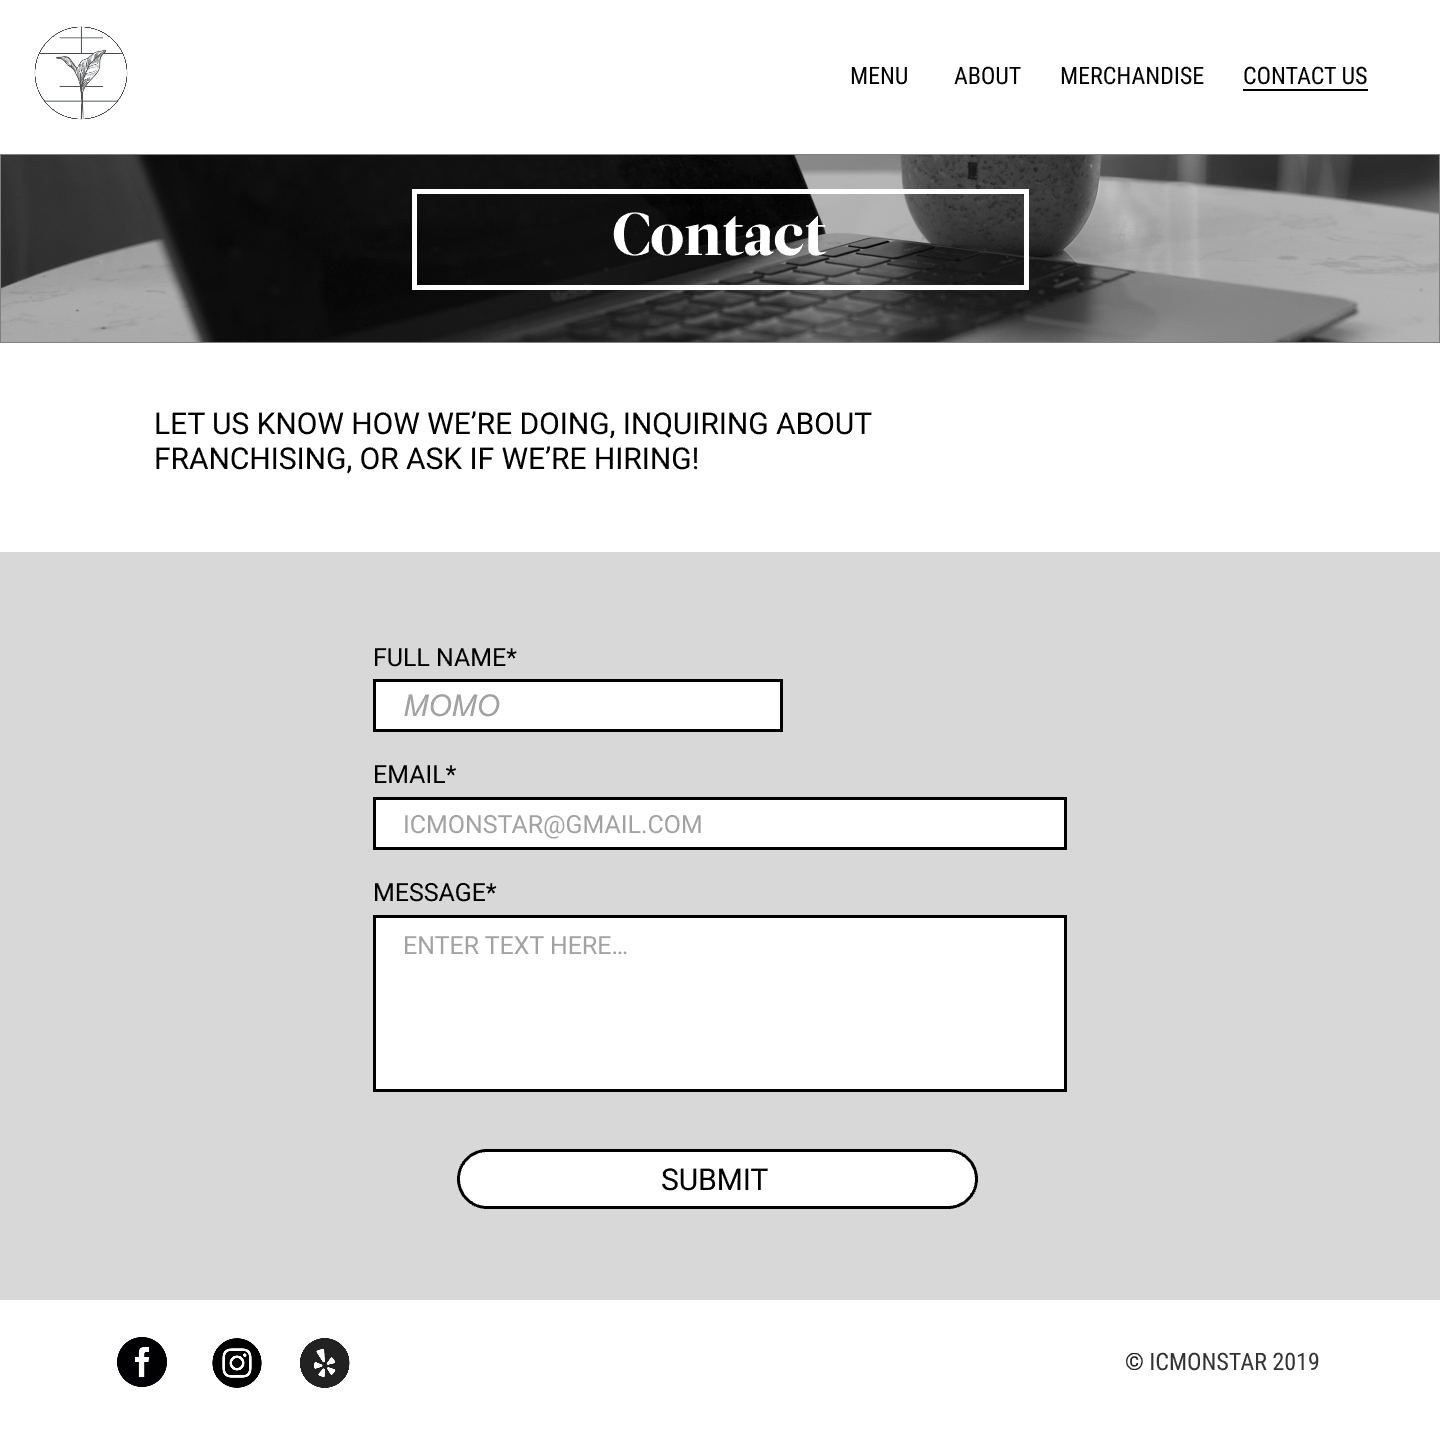 MENU ABOUT MERCHANDISE CONTACT US
Contact
LET US KNOW HOW WE’RE DOING, INQUIRING ABOUT
FRANCHISING, OR ASK IF WE’RE HIRING!
FULL NAME*
MOMO
EMAIL*
ICMONSTAR@GMAIL.COM
MESSAGE*
ENTER TEXT HERE...
SUBMIT
© ICMONSTAR 2019